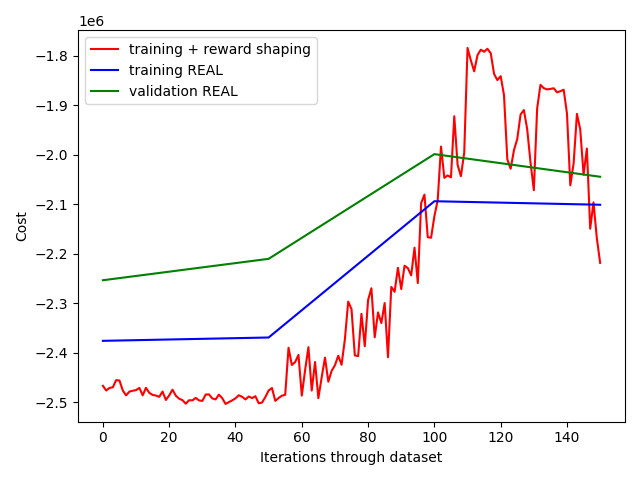 1e6
training + reward shaping
training REAL
validation REAL
Cost
−1.8
−1.9
−2.0
−2.1
−2.2
−2.3
−2.4
−2.5
0 20 40 60 80 100 120 140
Iterations through dataset